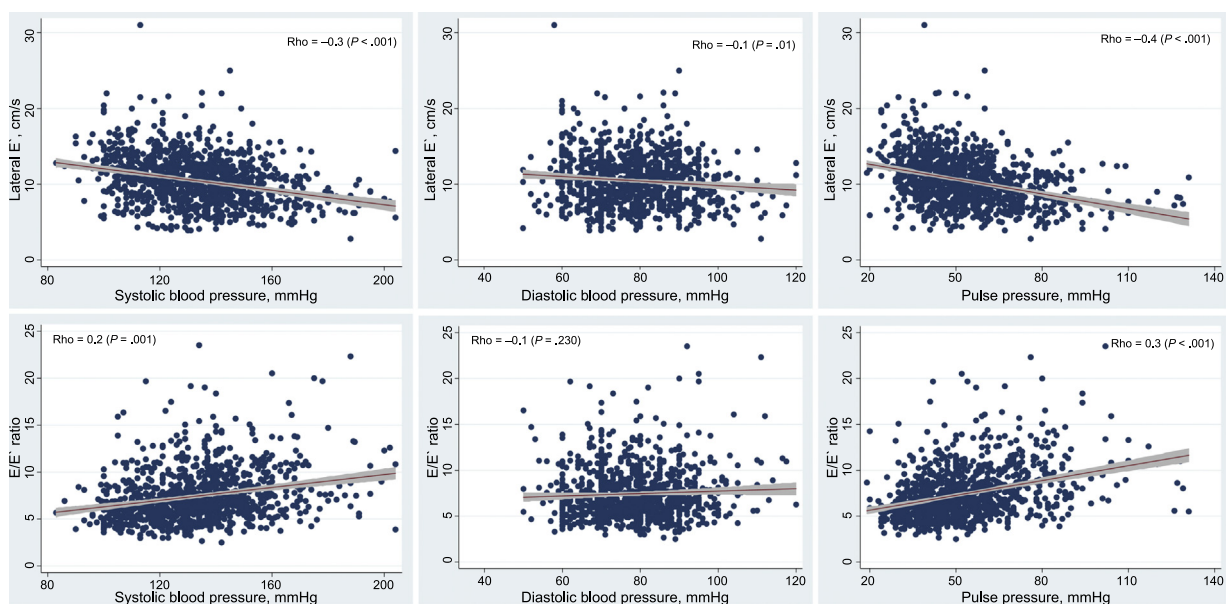 Rho = –0.3 (P < .001)
Lateral E`, cm/s
30
20
10
0
80 120 160 200
Systolic blood pressure, mmHg
Rho = –0.1 (P = .01)
Lateral E`, cm/s
30
20
10
0
40 60 80 100 120
Diastolic blood pressure, mmHg
Rho = –0.4 (P < .001)
Lateral E`, cm/s
30
20
10
0
20 50 80 110 140
Pulse pressure, mmHg
Rho = 0.2 (P = .001)
E/E` ratio
25
20
15
10
5
0
80 120 160 200
Systolic blood pressure, mmHg
Rho = –0.1 (P = .230)
E/E` ratio
25
20
15
10
5
0
40 60 80 100 120
Diastolic blood pressure, mmHg
Rho = 0.3 (P < .001)
E/E` ratio
25
20
15
10
5
0
20 50 80 110 140
Pulse pressure, mmHg